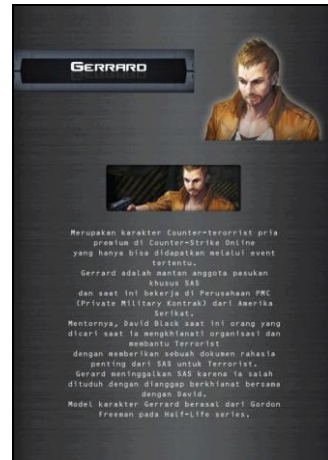 GERRARD
Merupakan karakter Counter-terorrist pria
premium di Counter-Strike Online
yang hanya bisa didapatkan melalui event
tertentu.
Gerrard adalah mantan anggota pasukan
khusus SAS
dan saat ini bekerja di Perusahaan PMC
(Private Military Kontrak) dari Amerika
Serikat.
Mentornya, David Black saat ini orang yang
dicari saat ia mengkhianati organisasi dan
membantu Terrorist
dengan memberikan sebuah dokumen rahasia
penting dari SAS untuk Terrorist.
Gerard meninggalkan SAS karena ia salah
dituduh dengan dianggap berkhianat bersama
dengan David.
Model karakter Gerrard berasal dari Gordon
Freeman pada Half-Life series.